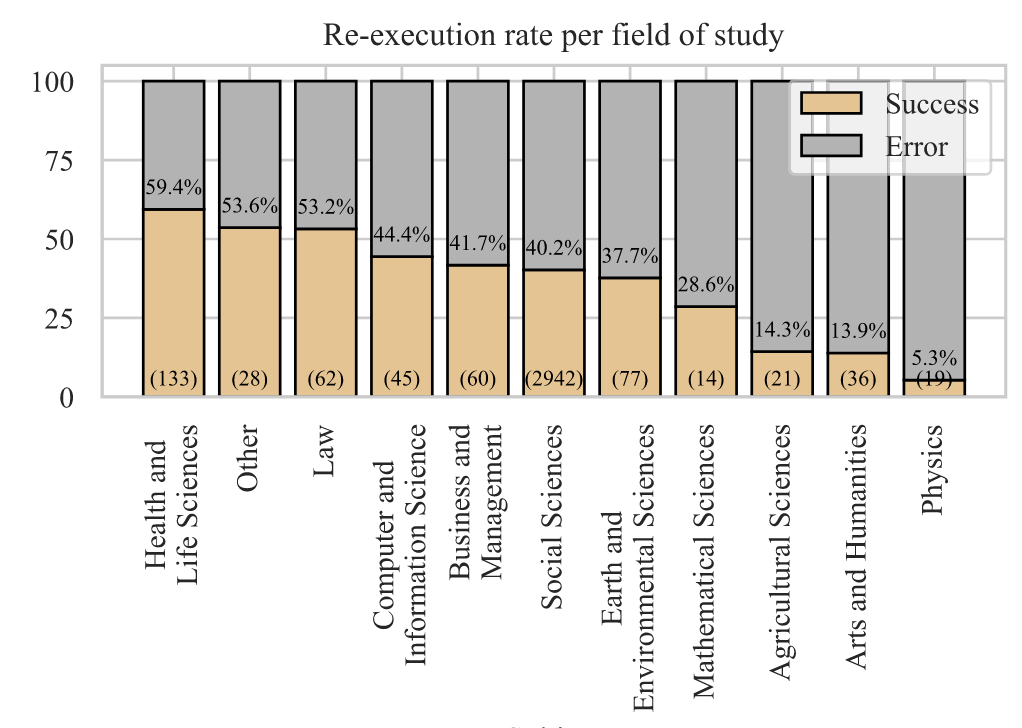 Re-execution rate per field of study
100
75
50
25
0
Success
Error
59.4%
53.6%
53.2%
44.4%
41.7%
40.2%
37.7%
28.6%
14.3%
13.9%
5.3%
(133)
(28)
(62)
(45)
(60)
(2942)
(77)
(14)
(21)
(36)
(19)
Health and
Life Sciences
Other
Law
Computer and
Information Science
Business and
Management
Social Sciences
Earth and
Environmental Sciences
Mathematical Sciences
Agricultural Sciences
Arts and Humanities
Physics